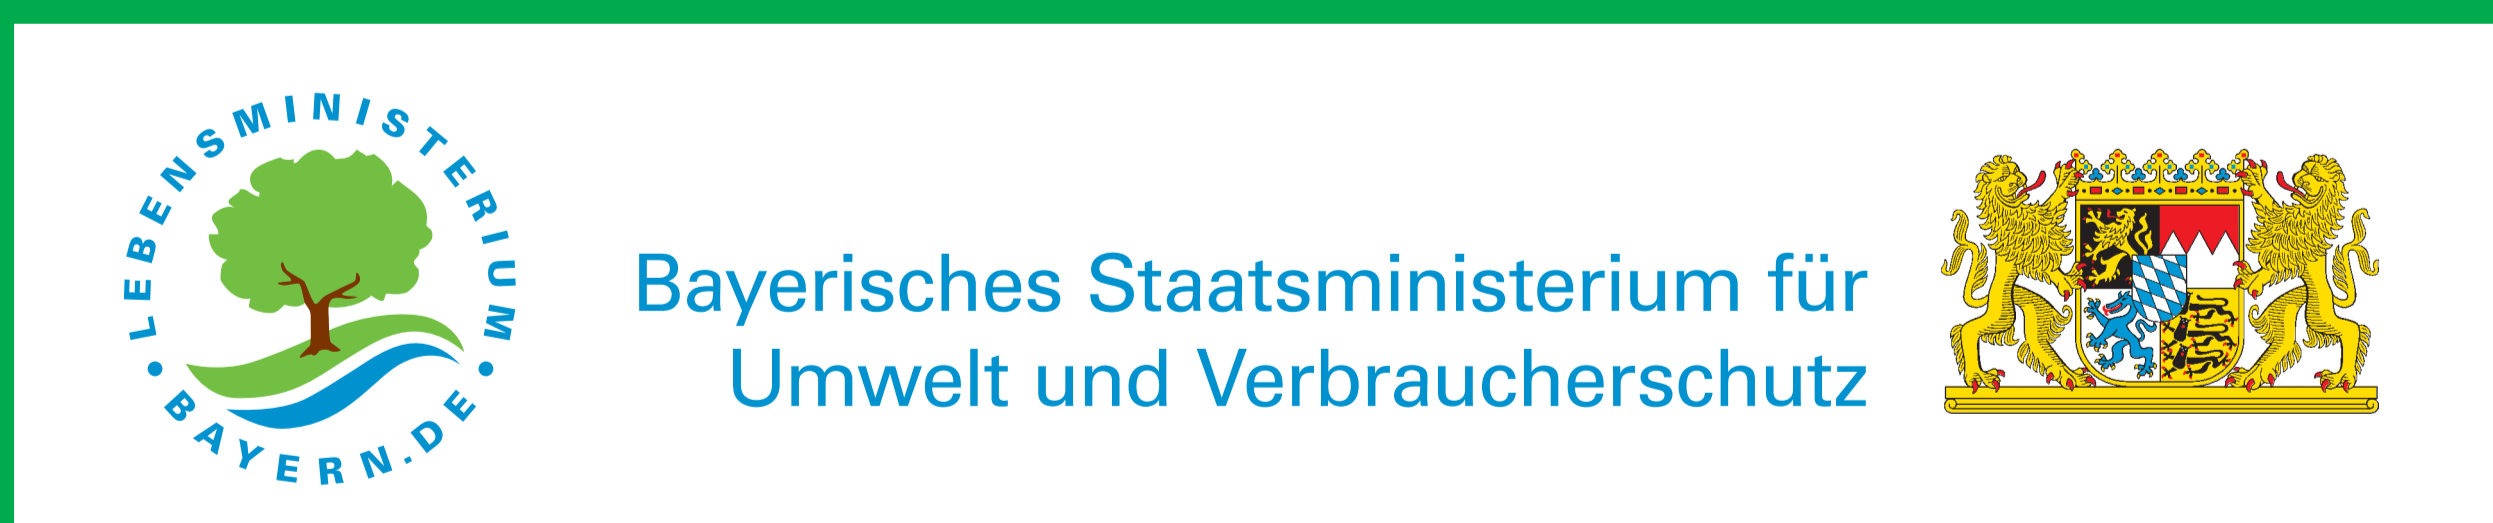 LEBENSMINISTERIUM
BAYERN.DE
Bayerisches Staatsministerium für
Umwelt und Verbraucherschutz